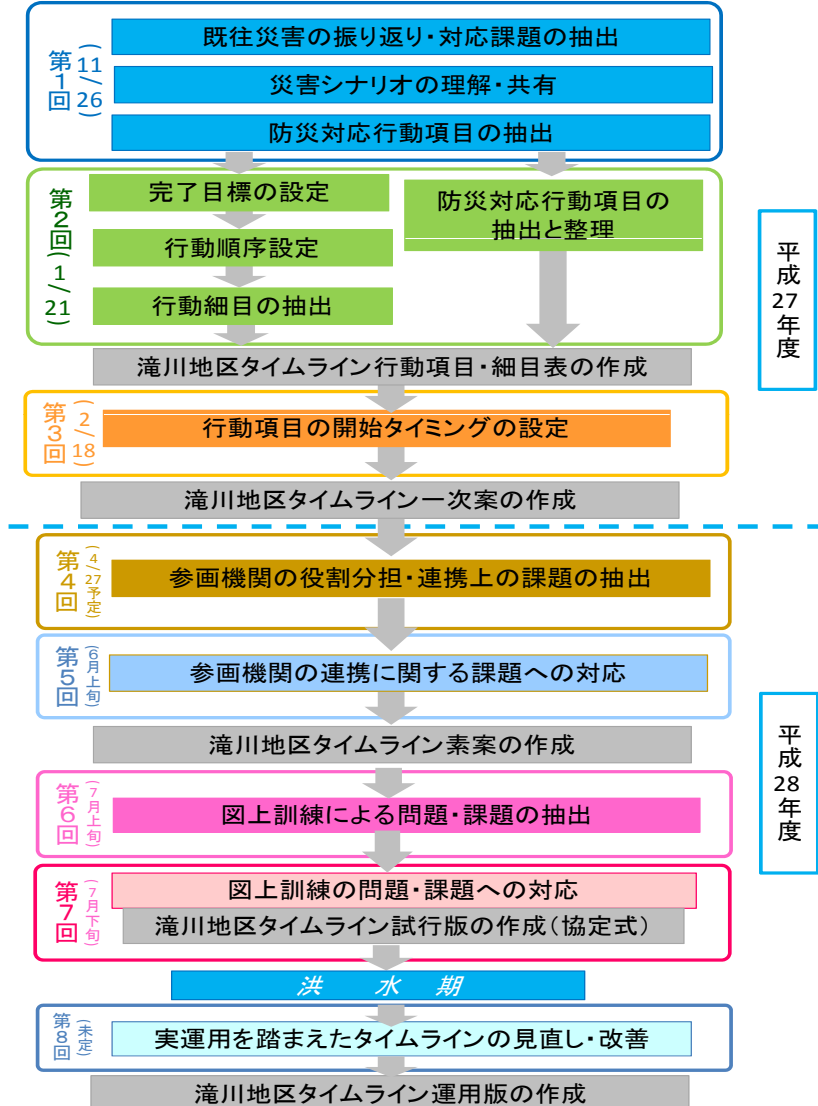 第1回
(11/26)
既往災害の振り返り・対応課題の抽出
災害シナリオの理解・共有
防災対応行動項目の抽出
第2回(1/21)
完了目標の設定
行動順序設定
行動細目の抽出
防災対応行動項目の
抽出と整理
平成27年度
滝川地区タイムライン行動項目・細目表の作成
第3回
(2/18)
行動項目の開始タイミングの設定
滝川地区タイムライン一次案の作成
第4回
(4/27予定)
参画機関の役割分担・連携上の課題の抽出
第5回
(6月上旬)
参画機関の連携に関する課題への対応
滝川地区タイムライン素案の作成
平成28年度
第6回
(7月上旬)
図上訓練による問題・課題の抽出
第7回
(7月下旬)
図上訓練の問題・課題への対応
滝川地区タイムライン試行版の作成(協定式)
洪 水 期
第8回
(未定)
実運用を踏まえたタイムラインの見直し・改善
滝川地区タイムライン運用版の作成